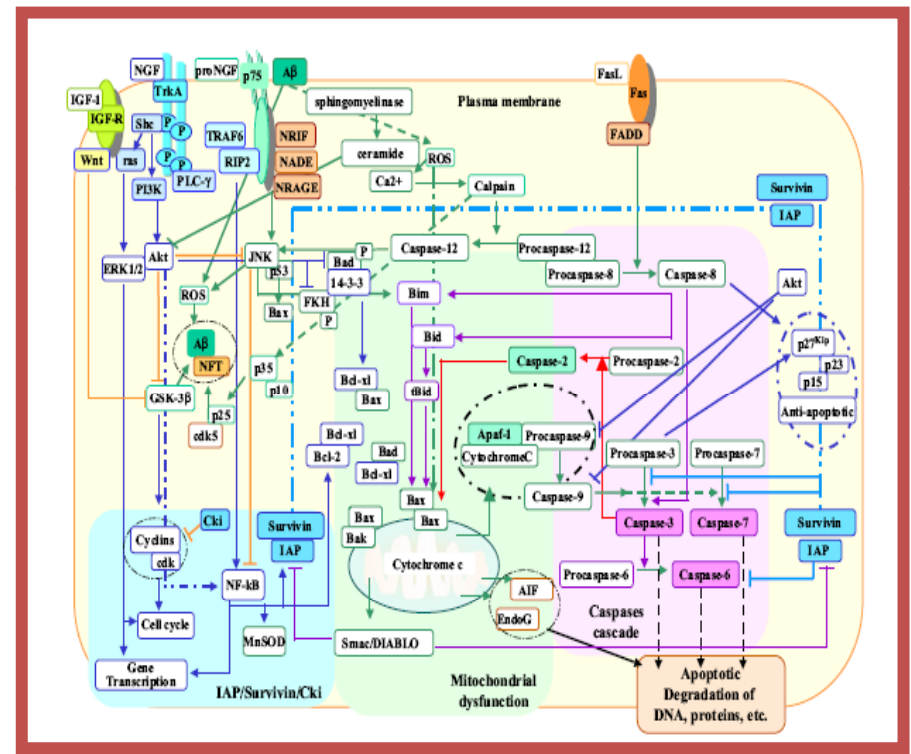 NGF
proNGF
p75
Aβ
FasL
IGF-I
TrkA
sphingomyelinase
Plasma membrane
Fas
IGF-R
Shc
P
P
TRAF6
NRIF
FADD
Wnt
ras
RIP2
NADE
ceramide
ROS
P
P
PI3K
PLC-γ
NRAGE
Ca2+
Calpain
Survivin
IAP
Akt
JNK
P
Caspase-12
Procaspase-12
ERK1/2
p53
Bad
Procaspase-8
Caspase-8
14-3-3
Akt
ROS
Bax
FKH
P
Bim
Aβ
NFT
Bid
p27Kip
p23
p15
p35
p10
Caspase-2
Procaspase-2
GSK-3β
p25
cdk5
Bcl-xl
Bax
tBid
Anti-apoptotic
Bcl-xl
Bcl-2
Apaf-1
Procaspase-9
CytochromeC
Procaspase-3
Procaspase-7
Bad
Bcl-xl
Caspase-9
Bax
Bax
Cki
Survivin
IAP
Bax
Bak
Caspase-3
Caspase-7
Survivin
IAP
Cyclins
cdk
Cytochrome c
NF-kB
Procaspase-6
Caspase-6
AIF
EndoG
Cell cycle
MnSOD
Smac/DIABLO
Caspases
cascade
Gene
Transcription
IAP/Survivin/Cki
Mitochondrial
dysfunction
Apoptotic
Degradation of
DNA, proteins, etc.